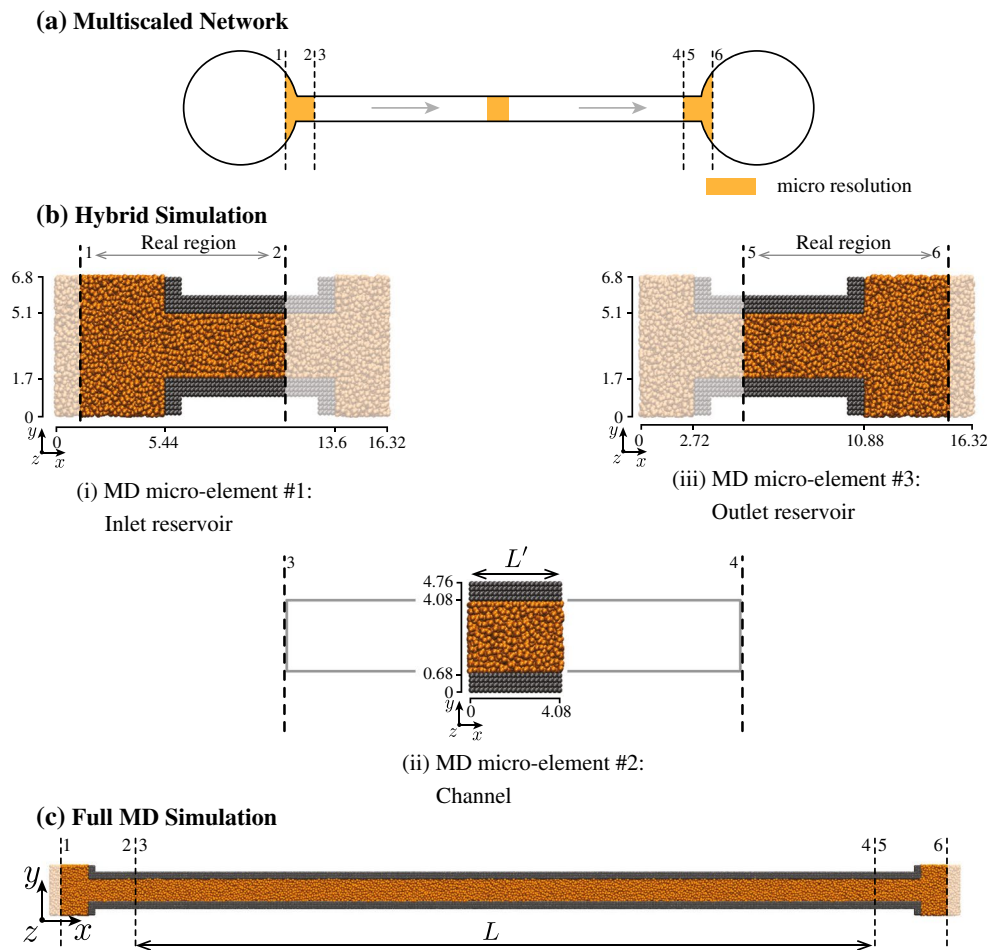 (a) Multiscaled Network
1 2 3 4 5 6
micro resolution
(b) Hybrid Simulation
1 Real region 2
6.8
5.1
1.7
0
y
z x
0 5.44 13.6 16.32
(i) MD micro-element #1:
Inlet reservoir
5 Real region 6
6.8
5.1
1.7
0
y
z x
0 2.72 10.88 16.32
(iii) MD micro-element #3:
Outlet reservoir
3 L′ 4
4.76
4.08
0.68
0
y
z x
0 4.08
(ii) MD micro-element #2:
Channel
(c) Full MD Simulation
1 2 3 4 5 6
y
z x
L